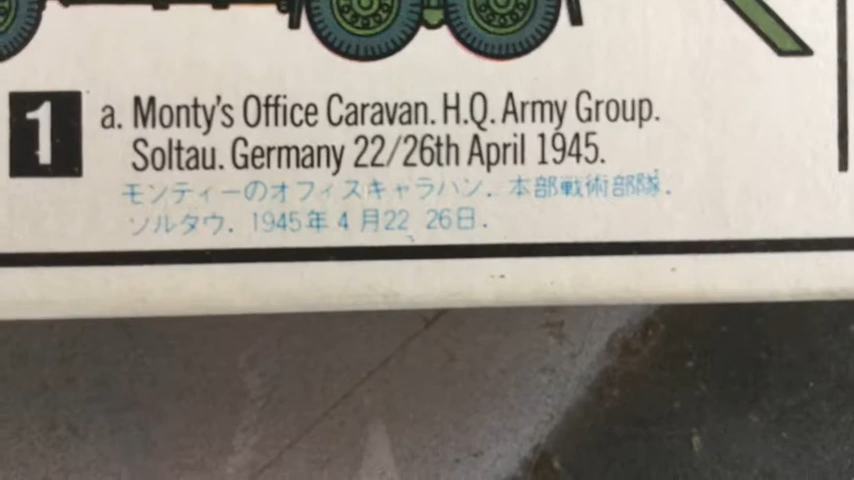 1
a. Monty's Office Caravan. H.Q. Army Group.
Soltau. Germany 22/26th April 1945.
モンティーのオフィスキャラハン. 本部戦術部隊.
ソルタウ. 1945年4月22 26日.